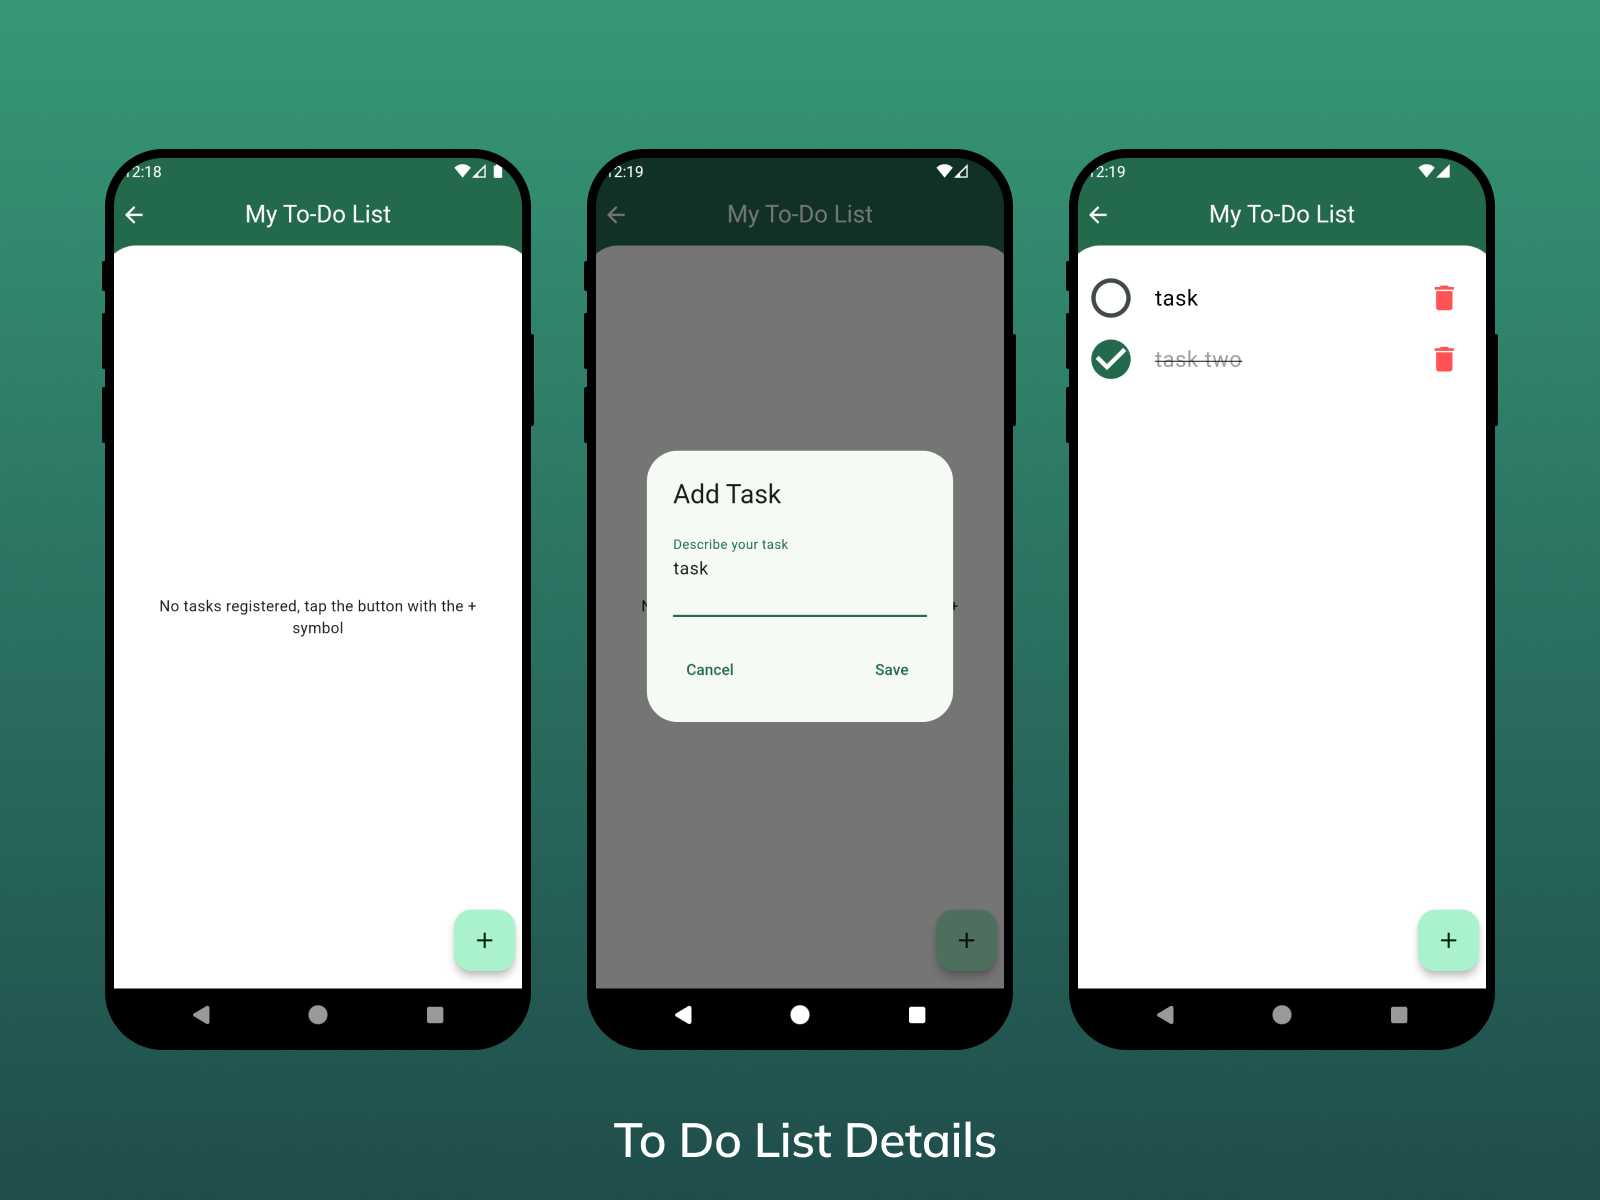 12:18
My To-Do List
No tasks registered, tap the button with the +
symbol
+
12:19
My To-Do List
Add Task
Describe your task
task
Cancel
Save
+
12:19
My To-Do List
task
task two
+
To Do List Details